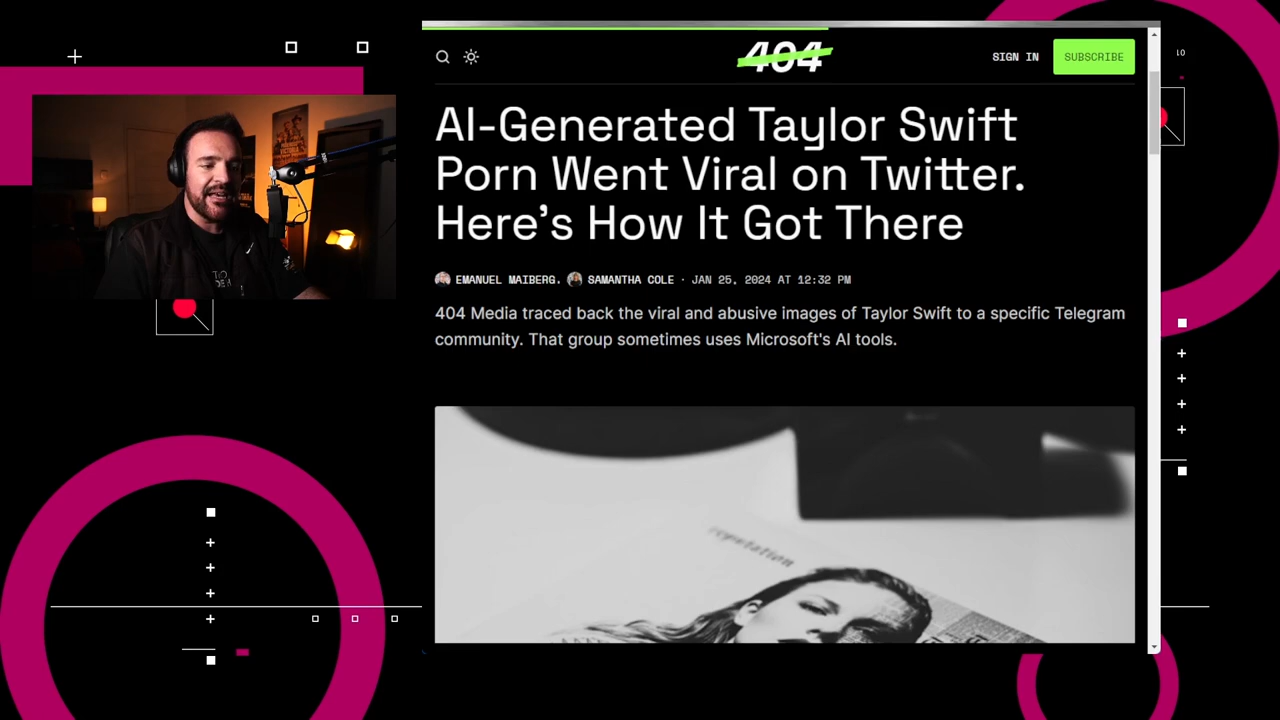 404
SIGN IN
SUBSCRIBE
10
AI-Generated Taylor Swift
Porn Went Viral on Twitter.
Here's How It Got There
EMANUEL MAIBERG, SAMANTHA COLE · JAN 25, 2024 AT 12:32 PM
404 Media traced back the viral and abusive images of Taylor Swift to a specific Telegram
community. That group sometimes uses Microsoft's AI tools.
reputation